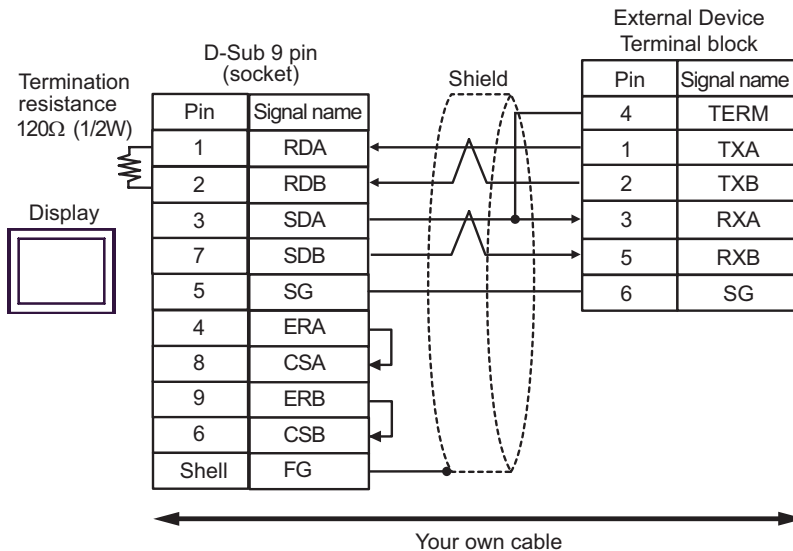 External Device
Terminal block
D-Sub 9 pin
(socket)
Termination
resistance
120Ω (1/2W)
Shield
Display
Pin Signal name
1 RDA
2 RDB
3 SDA
7 SDB
5 SG
4 ERA
8 CSA
9 ERB
6 CSB
Shell FG
Pin Signal name
4 TERM
1 TXA
2 TXB
3 RXA
5 RXB
6 SG
Your own cable